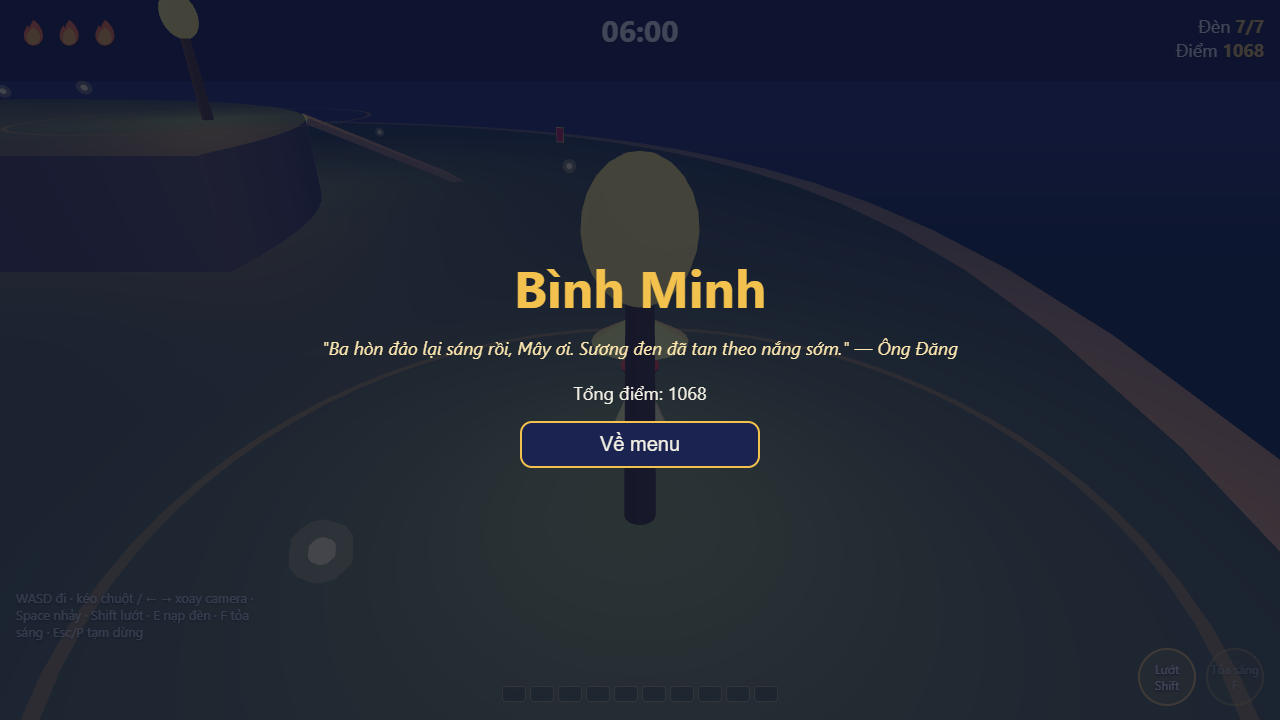 06:00
Đèn 7/7
Điểm 1068
Bình Minh
"Ba hòn đảo lại sáng rồi, Mây ơi. Sương đen đã tan theo nắng sớm." — Ông Đăng
Tổng điểm: 1068
Về menu
WASD đi · kéo chuột / ← → xoay camera ·
Space nhảy · Shift lướt · E nạp đèn · F tỏa
sáng · Esc/P tạm dừng
Lướt
Shift
Tỏa sáng
F